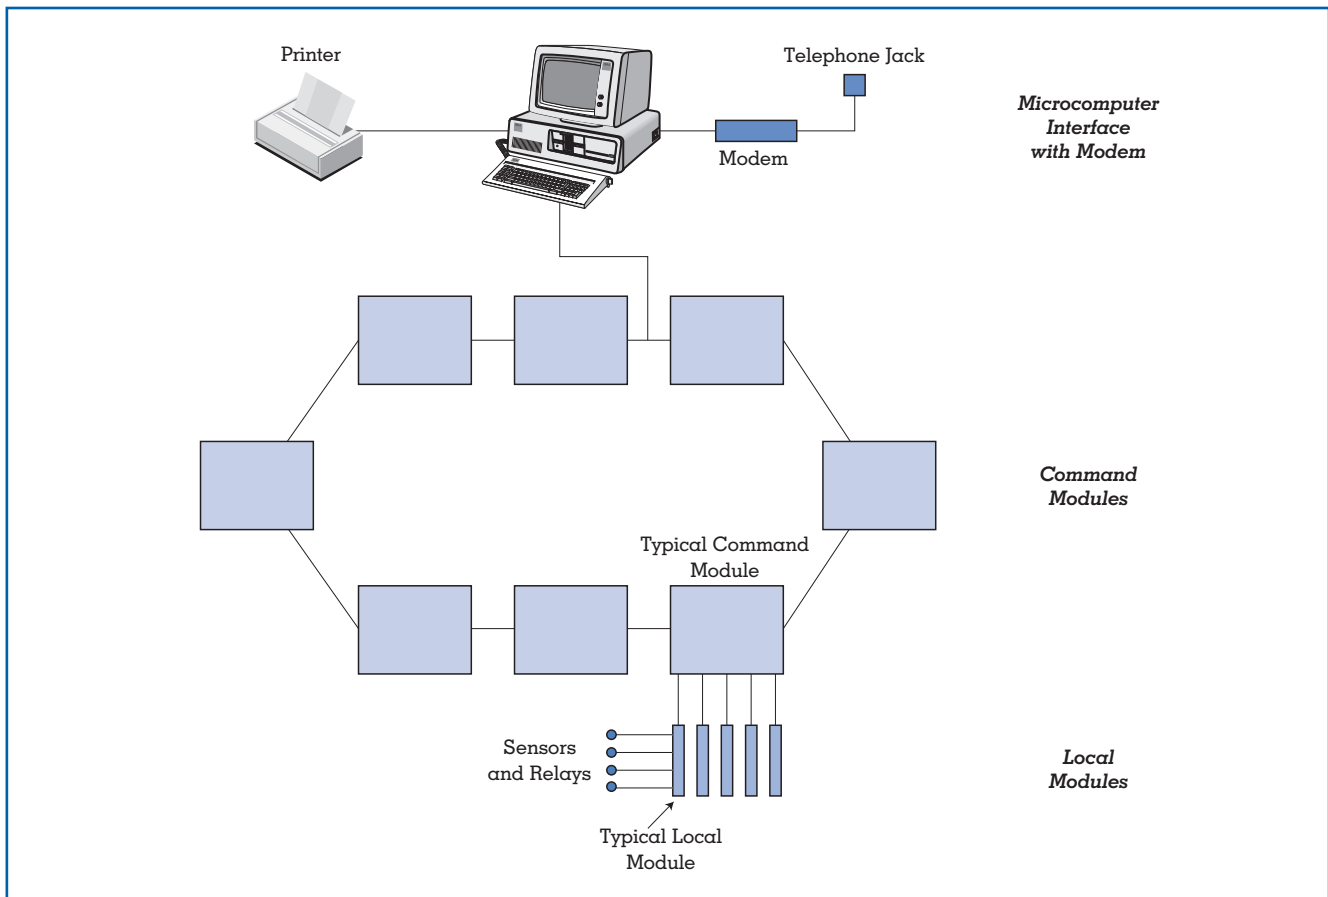 Printer
Telephone Jack
Modem
Microcomputer
Interface
with Modem
Command
Modules
Typical Command
Module
Sensors
and Relays
Local
Modules
Typical Local
Module